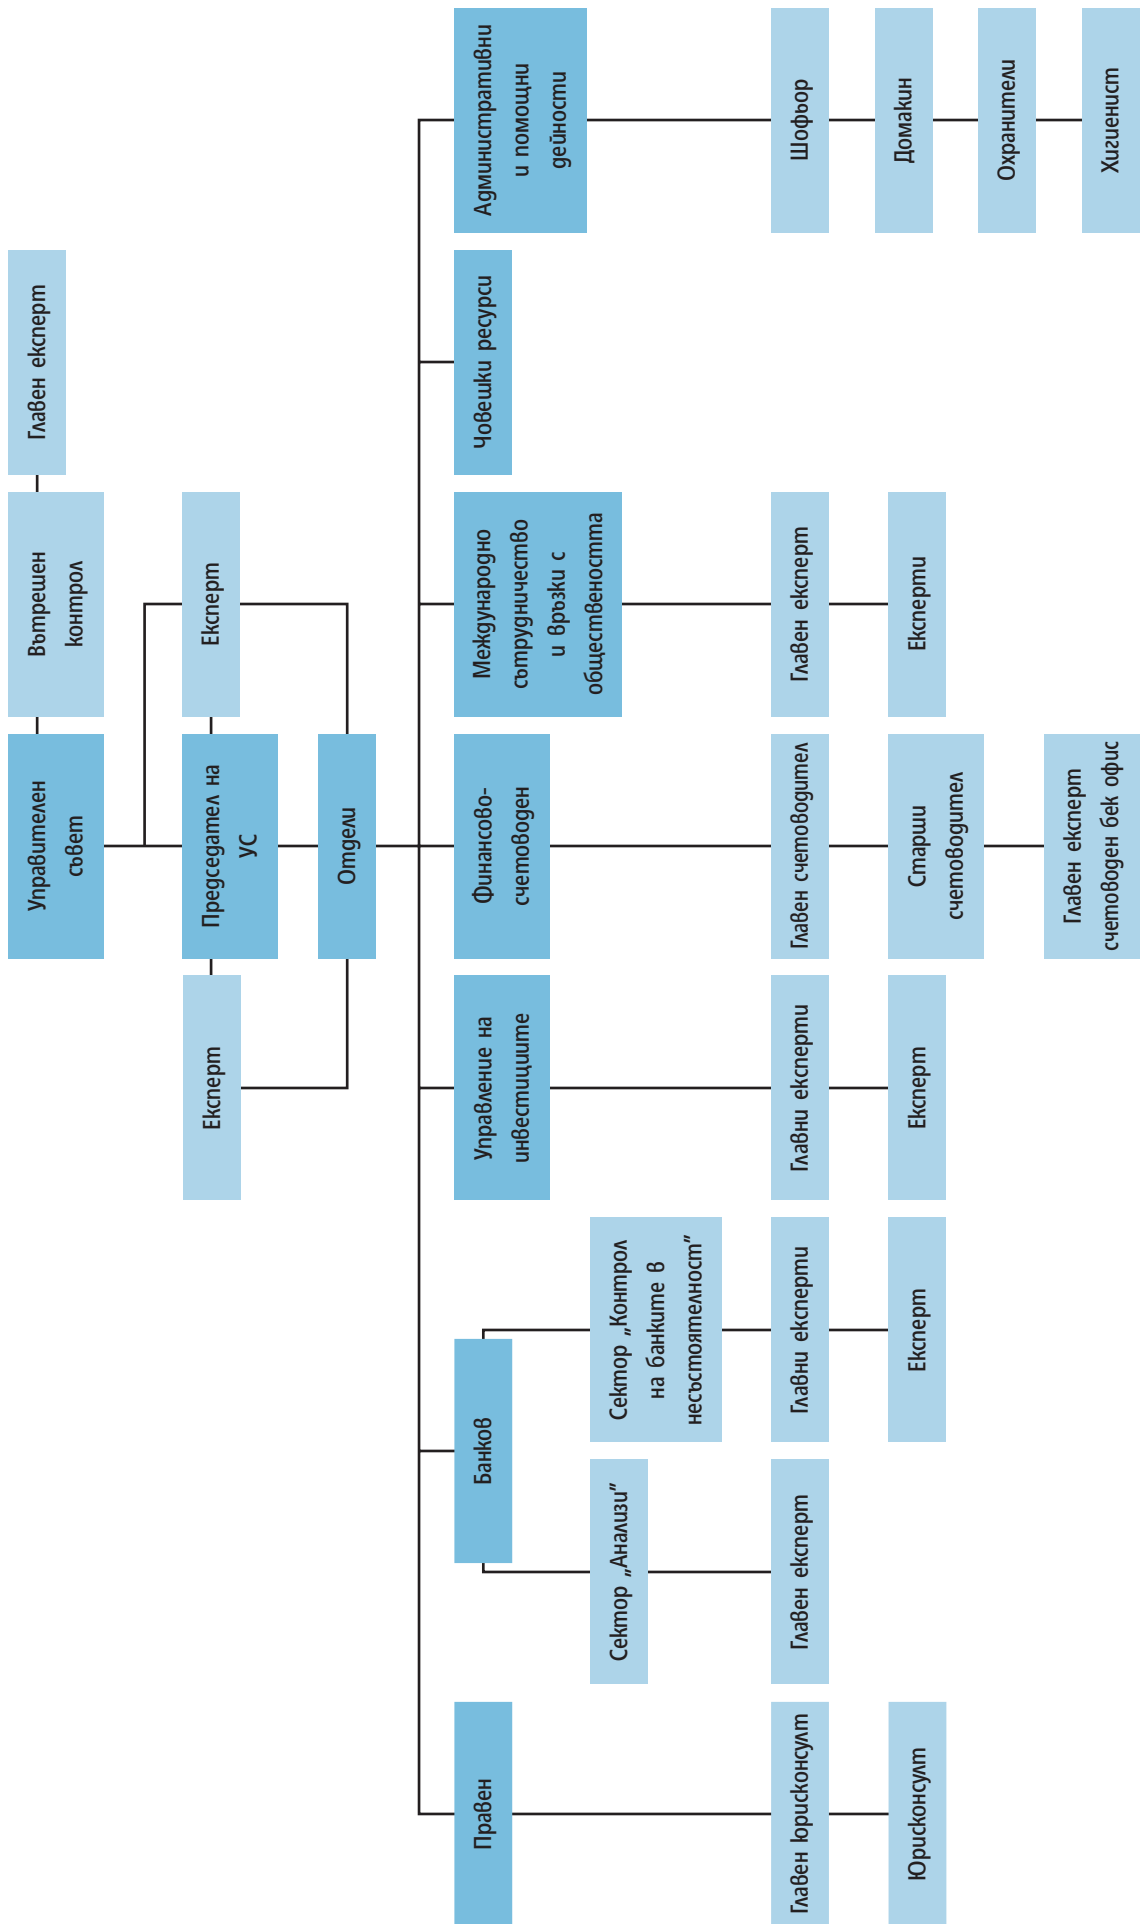 Управителен
съвет
Вътрешен
контрол
Главен експерт
Експерт
Председател на
УС
Експерт
Отдели
Правен
Банков
Управление на
инвестициите
Финансово-
счетоводен
Международно
сътрудничество
и връзки с
обществеността
Човешки ресурси
Административни
и помощни
дейности
Сектор „Анализи”
Сектор „Контрол
на банките в
несъстоятелност”
Главен юрисконсулт
Главен експерт
Главни експерти
Главни експерти
Главен счетоводител
Главен експерт
Шофьор
Юрисконсулт
Експерт
Експерт
Старши
счетоводител
Експерти
Домакин
Охранители
Главен експерт
счетоводен бек офис
Хигиенист